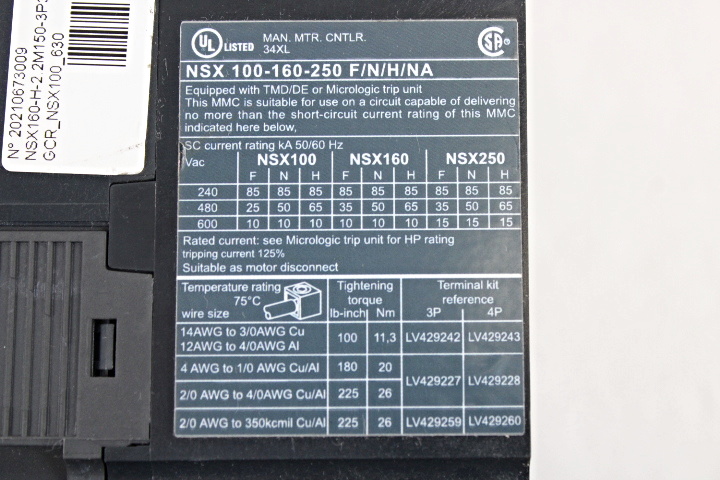 N° 20210673009
NSX160-H-2.2M150-3P3
GCR_NSX100_630
UL LISTED MAN. MTR. CNTLR.
34XL
SA
NSX 100-160-250 F/N/H/NA
Equipped with TMD/DE or Micrologic trip unit
This MMC is suitable for use on a circuit capable of delivering
no more than the short-circuit current rating of this MMC
indicated here below,
SC current rating kA 50/60 Hz
Vac NSX100 NSX160 NSX250
F N H F N H F N H
240 85 85 85 85 85 85 85 85 85
480 25 50 65 35 50 65 35 50 65
600 10 10 10 10 10 10 15 15 15
Rated current: see Micrologic trip unit for HP rating
tripping current 125%
Suitable as motor disconnect
Temperature rating Tightening Terminal kit
75°C torque reference
wire size lb-inch Nm 3P 4P
14AWG to 3/0AWG Cu
12AWG to 4/0AWG Al 100 11,3 LV429242 LV429243
4 AWG to 1/0 AWG Cu/Al 180 20
LV429227 LV429228
2/0 AWG to 4/0AWG Cu/Al 225 26
2/0 AWG to 350kcmil Cu/Al 225 26 LV429259 LV429260